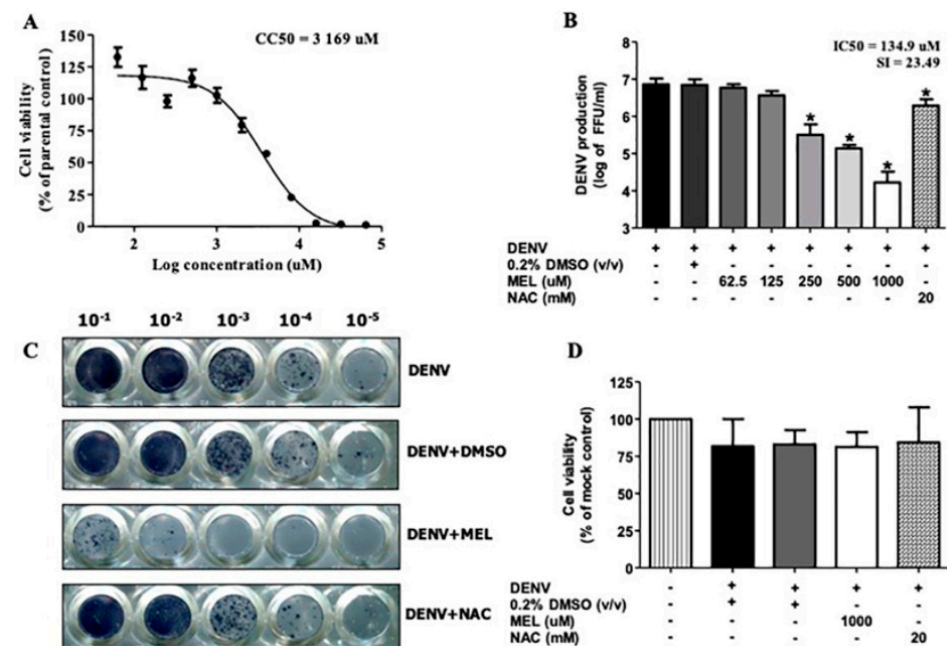 A
CC50 = 3 169 uM
Cell viability
(% of parental control)
150
125
100
75
50
25
0
2 3 4 5
Log concentration (uM)
B
IC50 = 134.9 uM
SI = 23.49
DENV production
(log of FFU/ml)
8
7
6
5
4
3
* * * *
DENV + + + + + + + +
0.2% DMSO (v/v) - + - - - - - -
MEL (uM) - - 62.5 125 250 500 1000 -
NAC (mM) - - - - - - - 20
C
10-1 10-2 10-3 10-4 10-5
DENV
DENV+DMSO
DENV+MEL
DENV+NAC
D
Cell viability
(% of mock control)
125
100
75
50
25
0
DENV - + + + +
0.2% DMSO (v/v) - + + - -
MEL (uM) - - - 1000 -
NAC (mM) - - - - 20